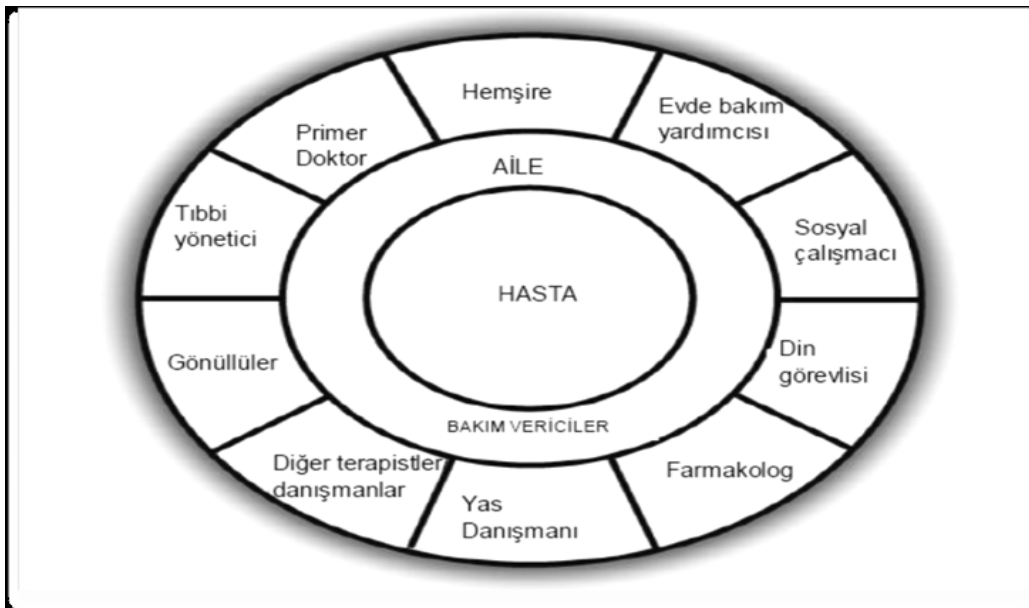 Hemşire
Evde bakım
yardımcısı
Primer
Doktor
AİLE
Tıbbi
yönetici
Sosyal
çalışmacı
HASTA
Gönüllüler
Din
görevlisi
BAKIM VERİCİLER
Diğer terapistler
danışmanlar
Farmakolog
Yas
Danışmanı